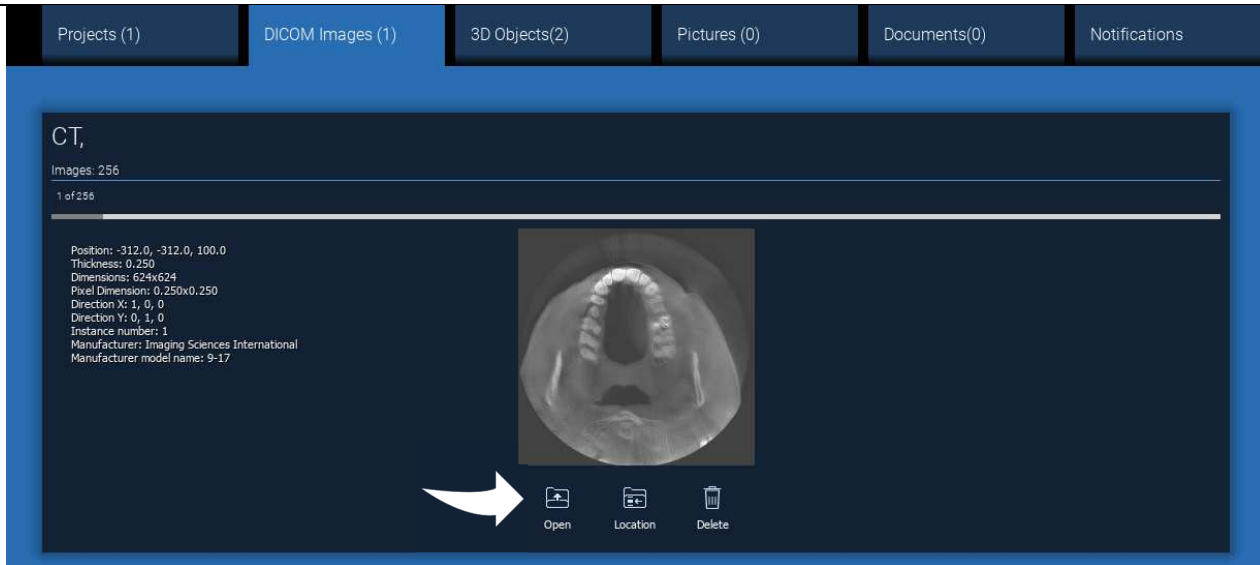 Projects (1) DICOM Images (1) 3D Objects(2) Pictures (0) Documents(0) Notifications
CT,
Images: 256
1 of 256
Position: -312.0, -312.0, 100.0
Thickness: 0.250
Dimensions: 624x624
Pixel Dimension: 0.250x0.250
Direction X: 1, 0, 0
Direction Y: 0, 1, 0
Instance number: 1
Manufacturer: Imaging Sciences International
Manufacturer model name: 9-17
Open Location Delete